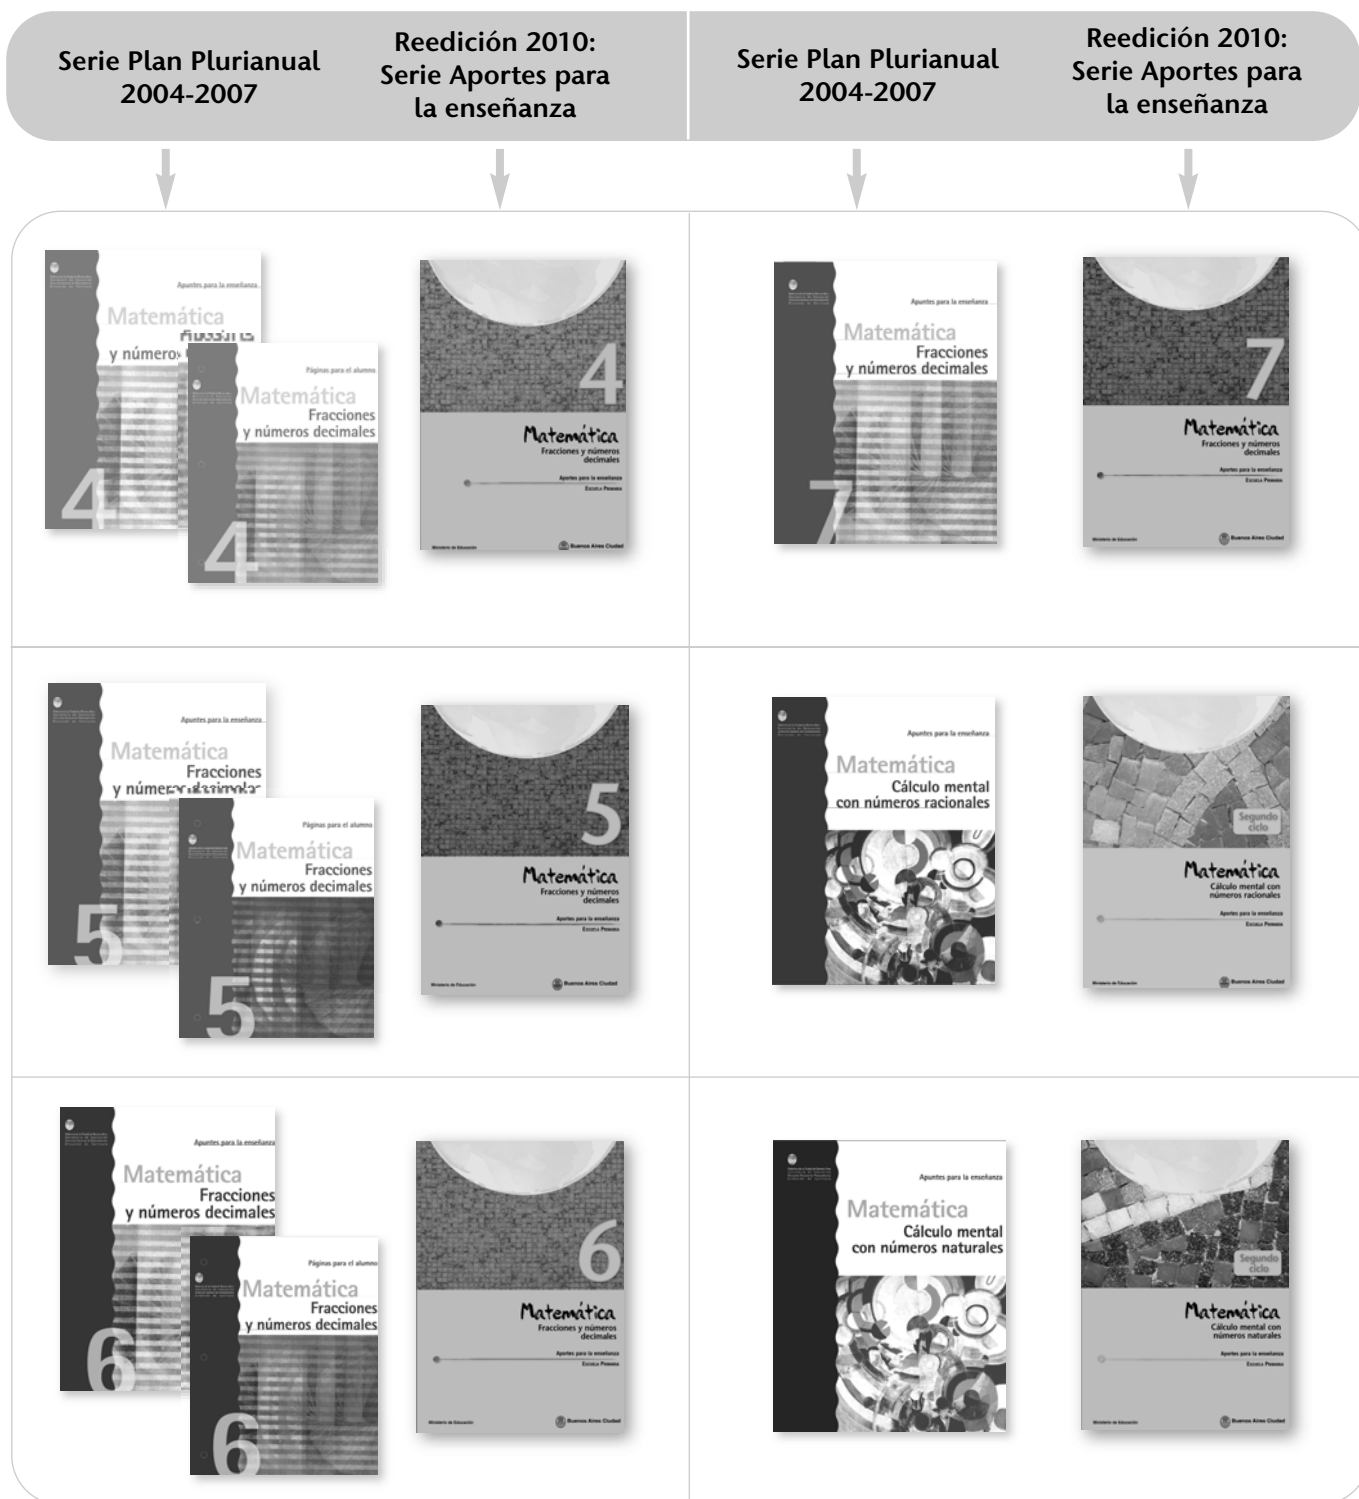 Serie Plan Plurianual
2004-2007
Reedición 2010:
Serie Aportes para
la enseñanza
Serie Plan Plurianual
2004-2007
Reedición 2010:
Serie Aportes para
la enseñanza
Apuntes para la enseñanza
Matemática
y números
4
Páginas para el alumno
Matemática
Fracciones
y números decimales
4
4
Matemática
Fracciones y números
decimales
Aportes para la enseñanza
Escuela Primaria
Ministerio de Educación
Buenos Aires Ciudad
Apuntes para la enseñanza
Matemática
Fracciones
y números decimales
7
7
Matemática
Fracciones y números
decimales
Aportes para la enseñanza
Escuela Primaria
Ministerio de Educación
Buenos Aires Ciudad
Apuntes para la enseñanza
Matemática
Fracciones
y números decimales
5
Páginas para el alumno
Matemática
Fracciones
y números decimales
5
5
Matemática
Fracciones y números
decimales
Aportes para la enseñanza
Escuela Primaria
Ministerio de Educación
Buenos Aires Ciudad
Apuntes para la enseñanza
Matemática
Cálculo mental
con números racionales
Segundo
ciclo
Matemática
Cálculo mental con
números racionales
Aportes para la enseñanza
Escuela Primaria
Ministerio de Educación
Buenos Aires Ciudad
Apuntes para la enseñanza
Matemática
Fracciones
y números decimales
6
Páginas para el alumno
Matemática
Fracciones
y números decimales
6
6
Matemática
Fracciones y números
decimales
Aportes para la enseñanza
Escuela Primaria
Ministerio de Educación
Buenos Aires Ciudad
Apuntes para la enseñanza
Matemática
Cálculo mental
con números naturales
Segundo
ciclo
Matemática
Cálculo mental con
números naturales
Aportes para la enseñanza
Escuela Primaria
Ministerio de Educación
Buenos Aires Ciudad